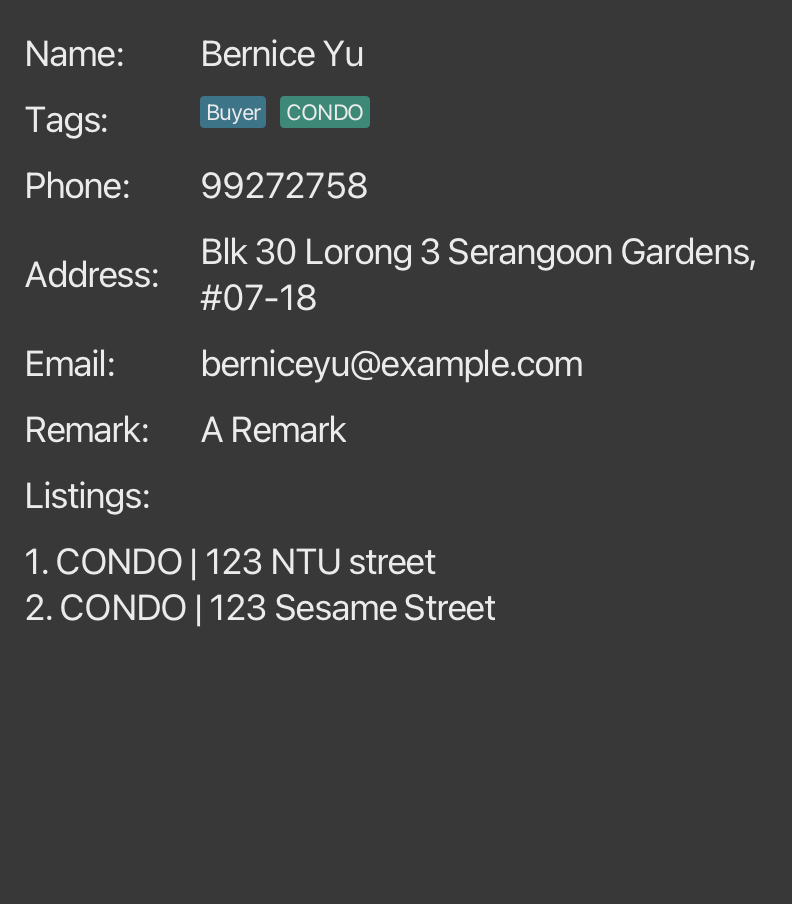 Name: Bernice Yu
Tags: Buyer CONDO
Phone: 99272758
Address: Blk 30 Lorong 3 Serangoon Gardens,
#07-18
Email: berniceyu@example.com
Remark: A Remark
Listings:
1. CONDO | 123 NTU street
2. CONDO | 123 Sesame Street